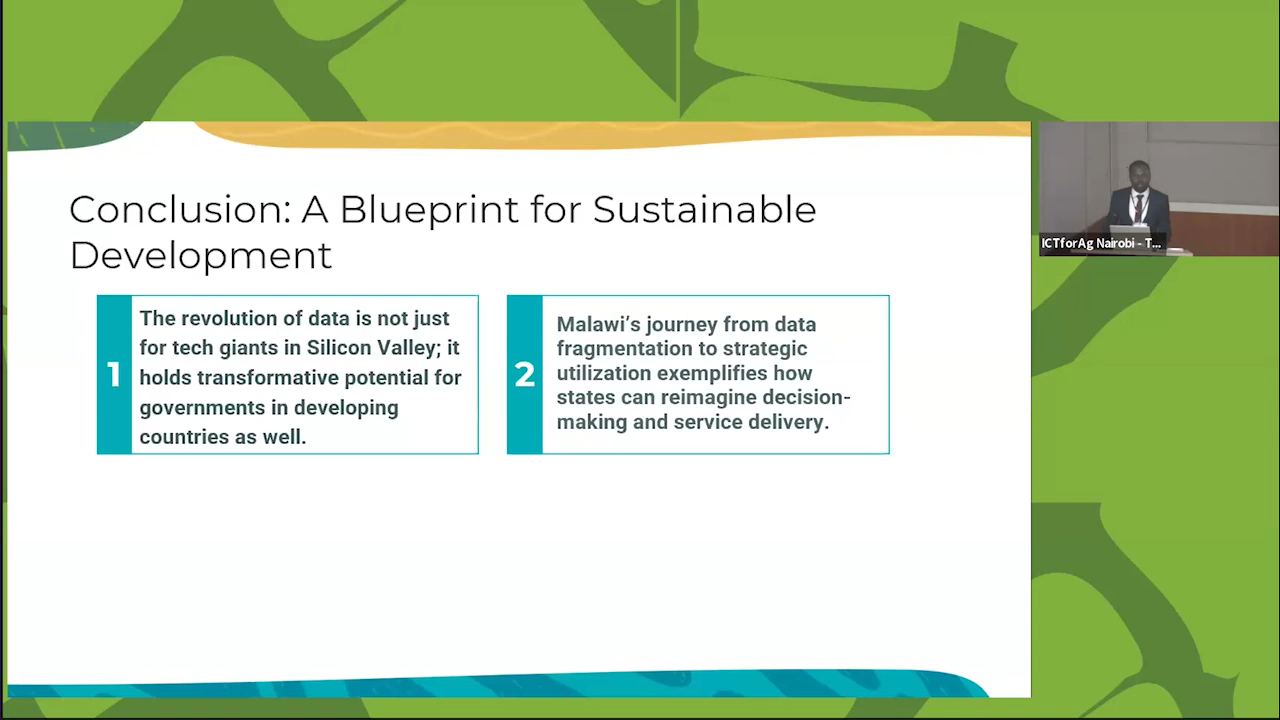 Conclusion: A Blueprint for Sustainable
Development
1
The revolution of data is not just
for tech giants in Silicon Valley; it
holds transformative potential for
governments in developing
countries as well.
2
Malawi’s journey from data
fragmentation to strategic
utilization exemplifies how
states can reimagine decision-
making and service delivery.
ICTforAg Nairobi - T...